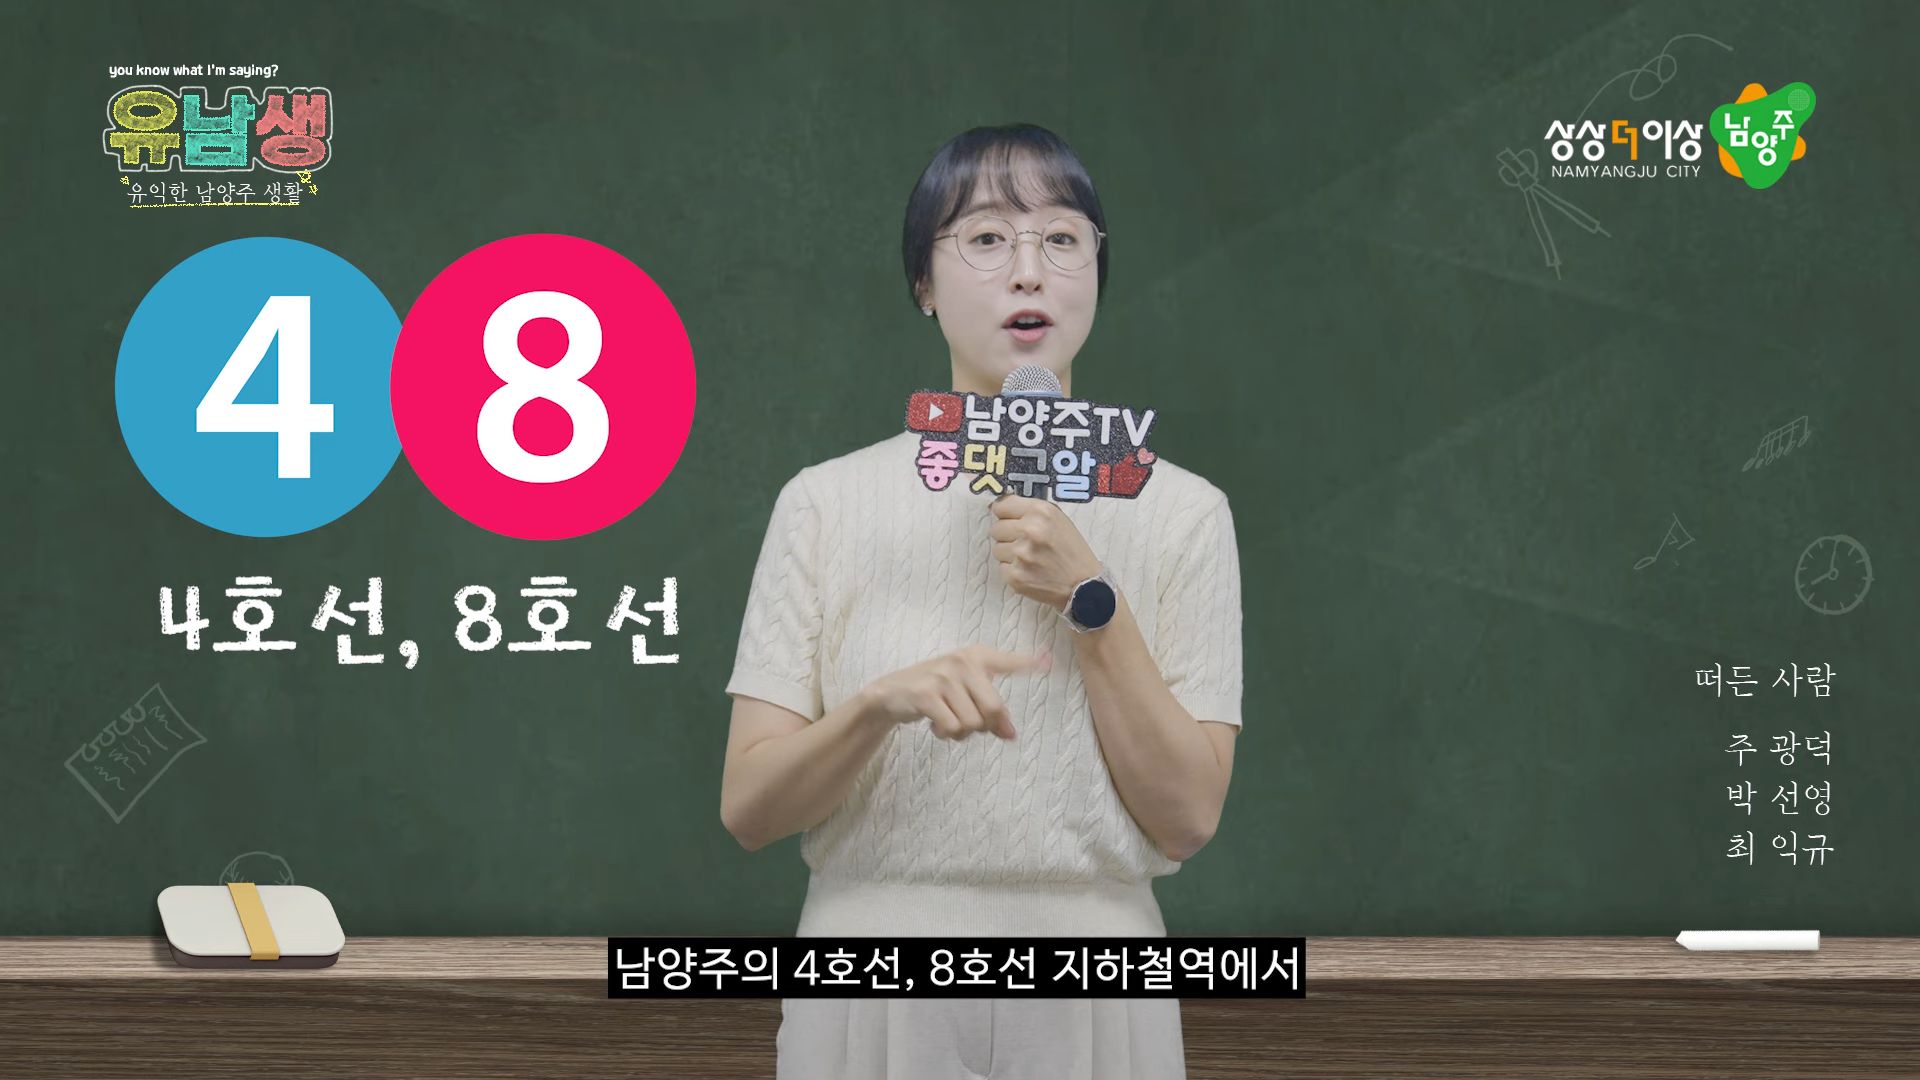 you know what I'm saying?
유남생
유익한 남양주 생활
상상더이상
남양주
NAMYANGJU CITY
4 8
4호선, 8호선
남양주TV
좋댓구알
떠든 사람
주 광덕
박 선영
최 익규
남양주의 4호선, 8호선 지하철역에서